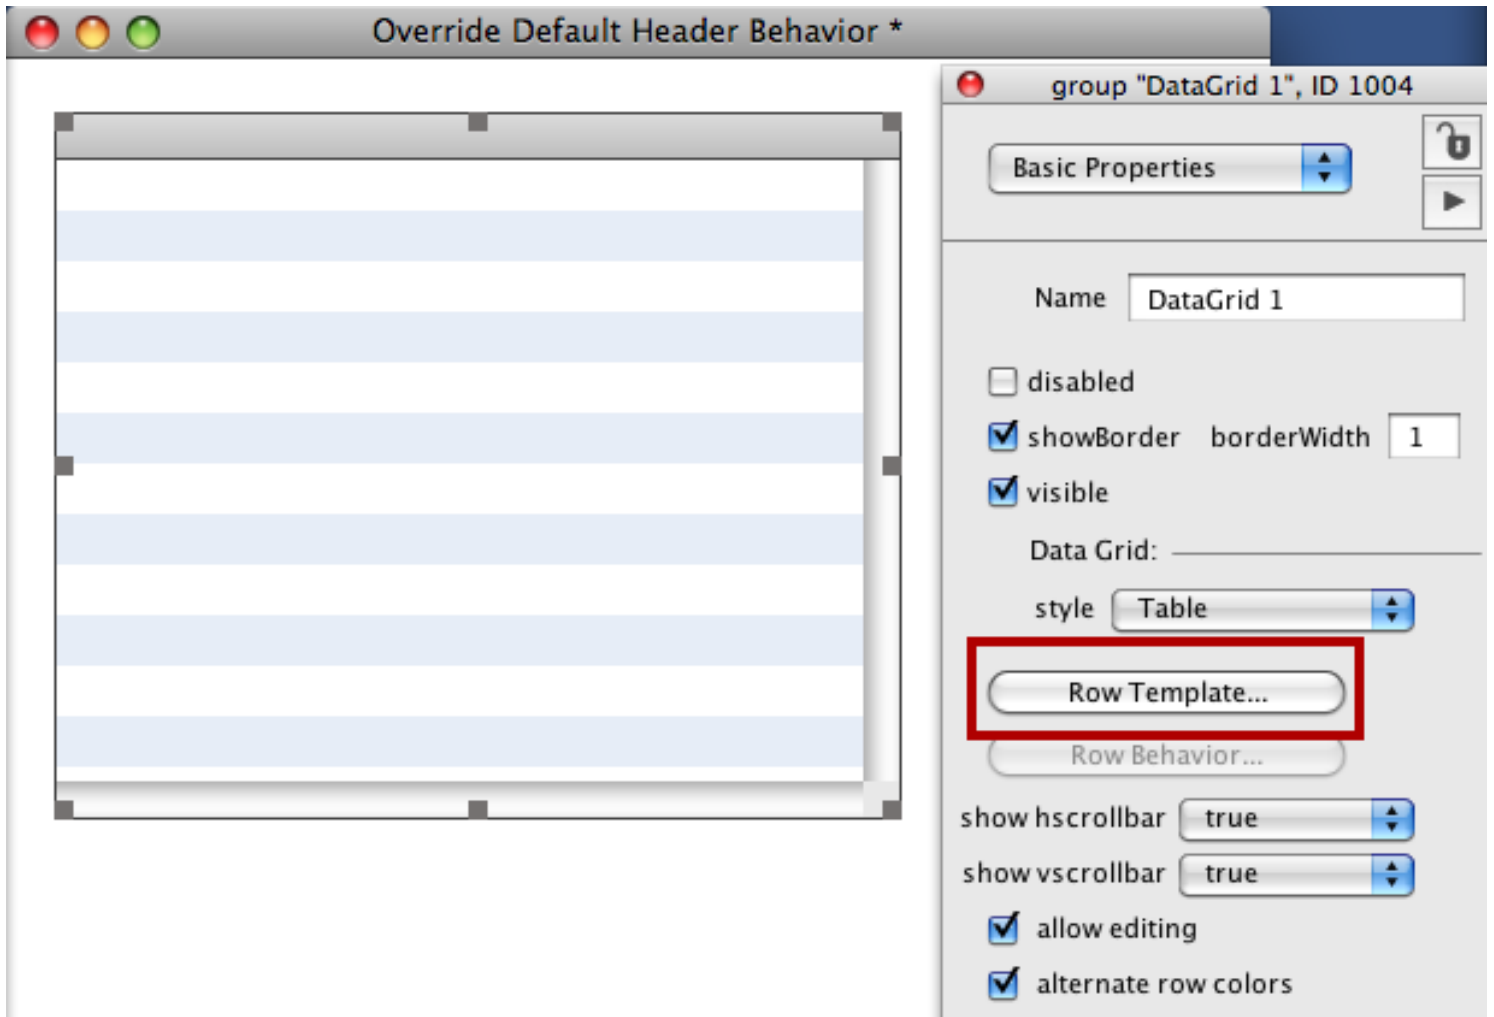 Override Default Header Behavior *
group "DataGrid 1", ID 1004
Basic Properties
Name DataGrid 1
disabled
showBorder borderWidth 1
visible
Data Grid:
style Table
Row Template...
Row Behavior...
show hscrollbar true
show vscrollbar true
allow editing
alternate row colors